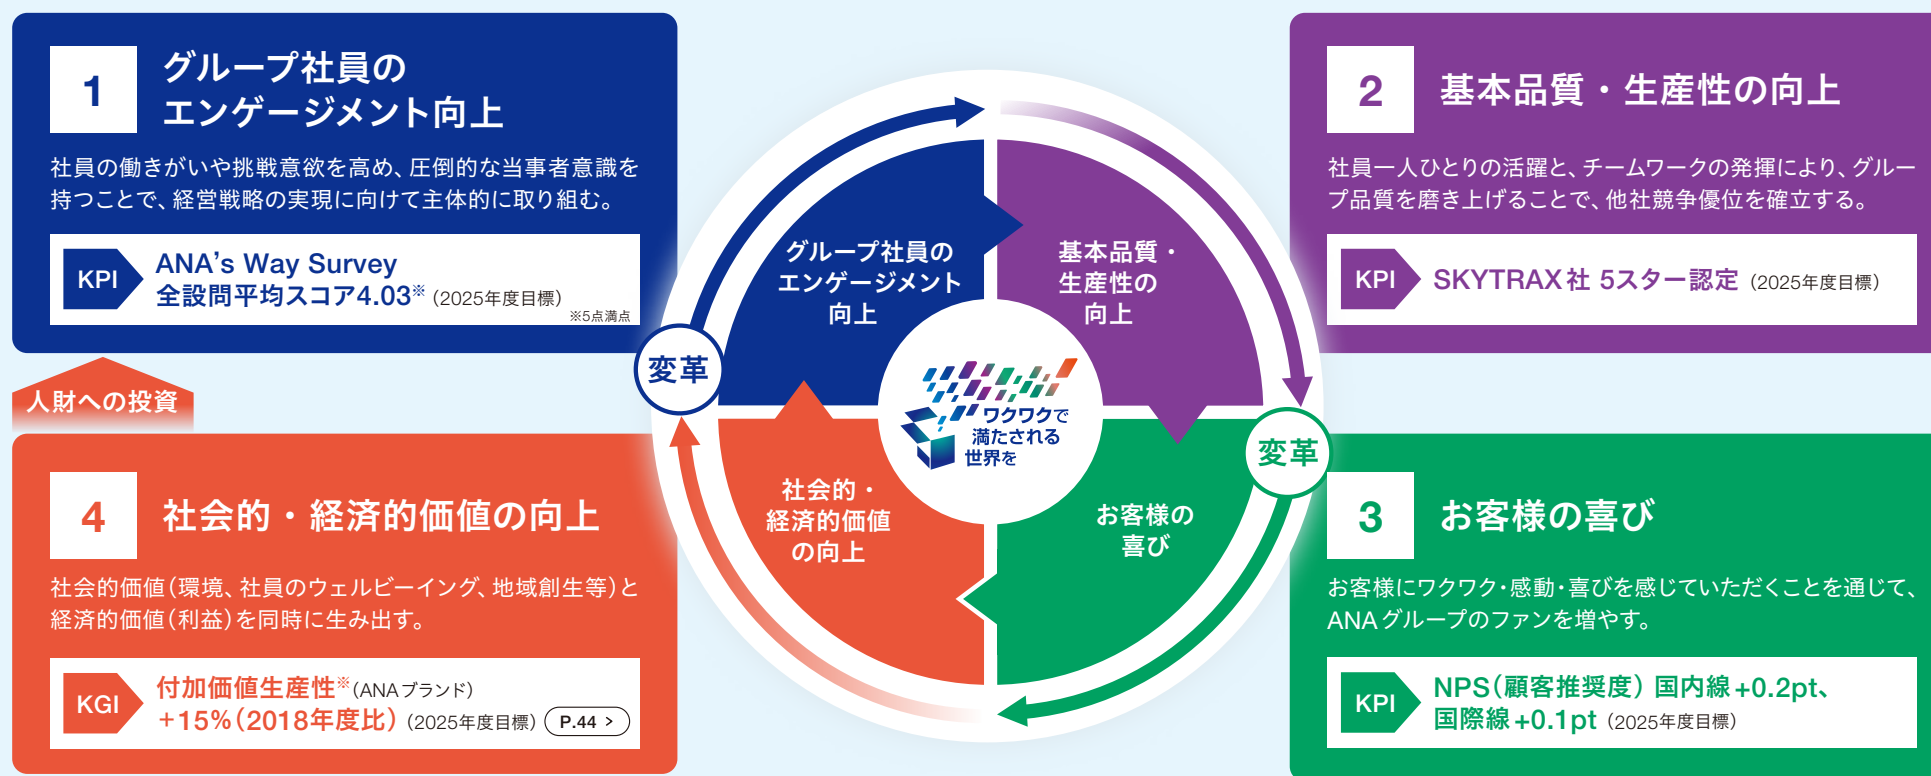 1
グループ社員の
エンゲージメント向上
社員の働きがいや挑戦意欲を高め、圧倒的な当事者意識を
持つことで、経営戦略の実現に向けて主体的に取り組む。
KPI
ANA's Way Survey
全設問平均スコア4.03※ (2025年度目標)
※5点満点
2
基本品質・生産性の向上
社員一人ひとりの活躍と、チームワークの発揮により、グルー
プ品質を磨き上げることで、他社競争優位を確立する。
KPI
SKYTRAX社 5スター認定 (2025年度目標)
グループ社員の
エンゲージメント
向上
基本品質・
生産性の
向上
変革
ワクワクで
満たされる
世界を
変革
社会的・
経済的価値
の向上
お客様の
喜び
人財への投資
4
社会的・経済的価値の向上
社会的価値(環境、社員のウェルビーイング、地域創生等)と
経済的価値(利益)を同時に生み出す。
KGI
付加価値生産性※(ANAブランド)
+15%(2018年度比) (2025年度目標) P.44 >
3
お客様の喜び
お客様にワクワク・感動・喜びを感じていただくことを通じて、
ANAグループのファンを増やす。
KPI
NPS(顧客推奨度) 国内線+0.2pt、
国際線+0.1pt (2025年度目標)